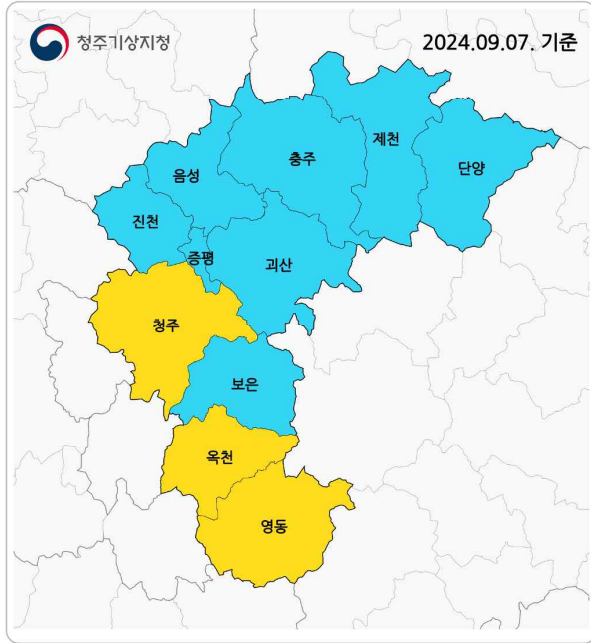 청주기상지청
2024.09.07. 기준
제천
충주
단양
음성
진천
증평
괴산
청주
보은
옥천
영동